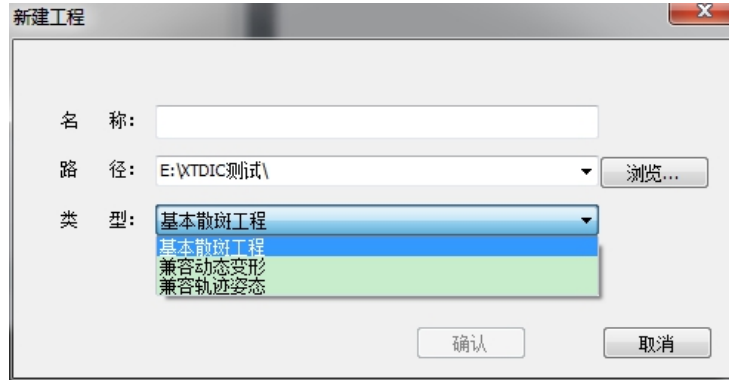 新建工程
名 称:
路 径: E:\XTDIC测试\ 浏览...
类 型: 基本散斑工程
基本散斑工程
兼容动态变形
兼容轨迹姿态
确认 取消